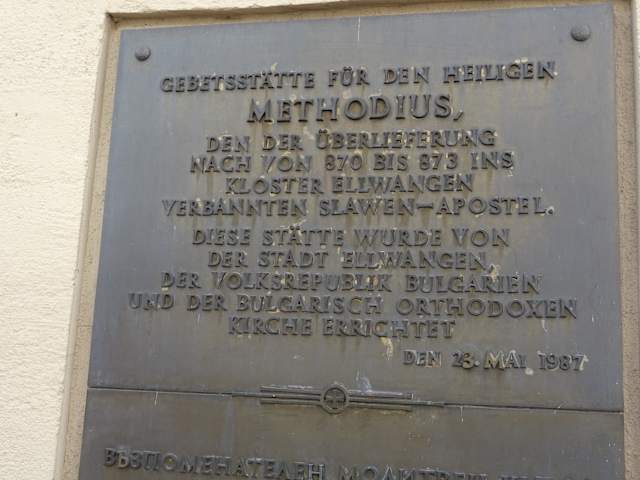 GEBETSSTÄTTE FÜR DEN HEILIGEN
METHODIUS,
DEN DER ÜBERLIEFERUNG
NACH VON 870 BIS 873 INS
KLOSTER ELLWANGEN
VERBANNTEN SLAWEN-APOSTEL.
DIESE STÄTTE WURDE VON
DER STADT ELLWANGEN,
DER VOLKSREPUBLIK BULGARIEN
UND DER BULGARISCH ORTHODOXEN
KIRCHE ERRICHTET
DEN 23. MAI 1987
ВЪЗПОМЕНАТЕЛЕН МОЛИТВЕН